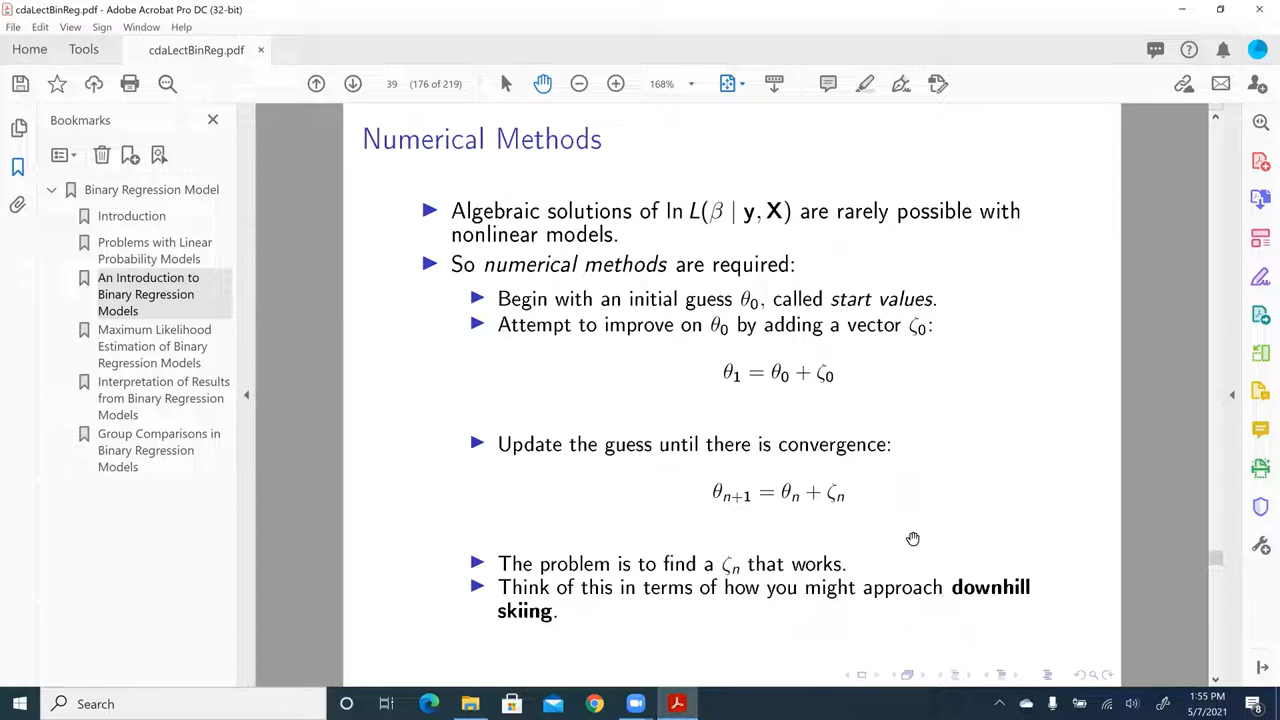 cdaLectBinReg.pdf - Adobe Acrobat Pro DC (32-bit)
File Edit View Sign Window Help
Home Tools cdaLectBinReg.pdf ×
39 (176 of 219) 168%
Bookmarks
Binary Regression Model
Introduction
Problems with Linear
Probability Models
An Introduction to
Binary Regression
Models
Maximum Likelihood
Estimation of Binary
Regression Models
Interpretation of Results
from Binary Regression
Models
Group Comparisons in
Binary Regression
Models
Numerical Methods
Algebraic solutions of ln L(β | y, X) are rarely possible with
nonlinear models.
So numerical methods are required:
Begin with an initial guess θ₀, called start values.
Attempt to improve on θ₀ by adding a vector ζ₀:
θ₁ = θ₀ + ζ₀
Update the guess until there is convergence:
θₙ₊₁ = θₙ + ζₙ
The problem is to find a ζₙ that works.
Think of this in terms of how you might approach downhill
skiing.
Search
1:55 PM
5/7/2021
8